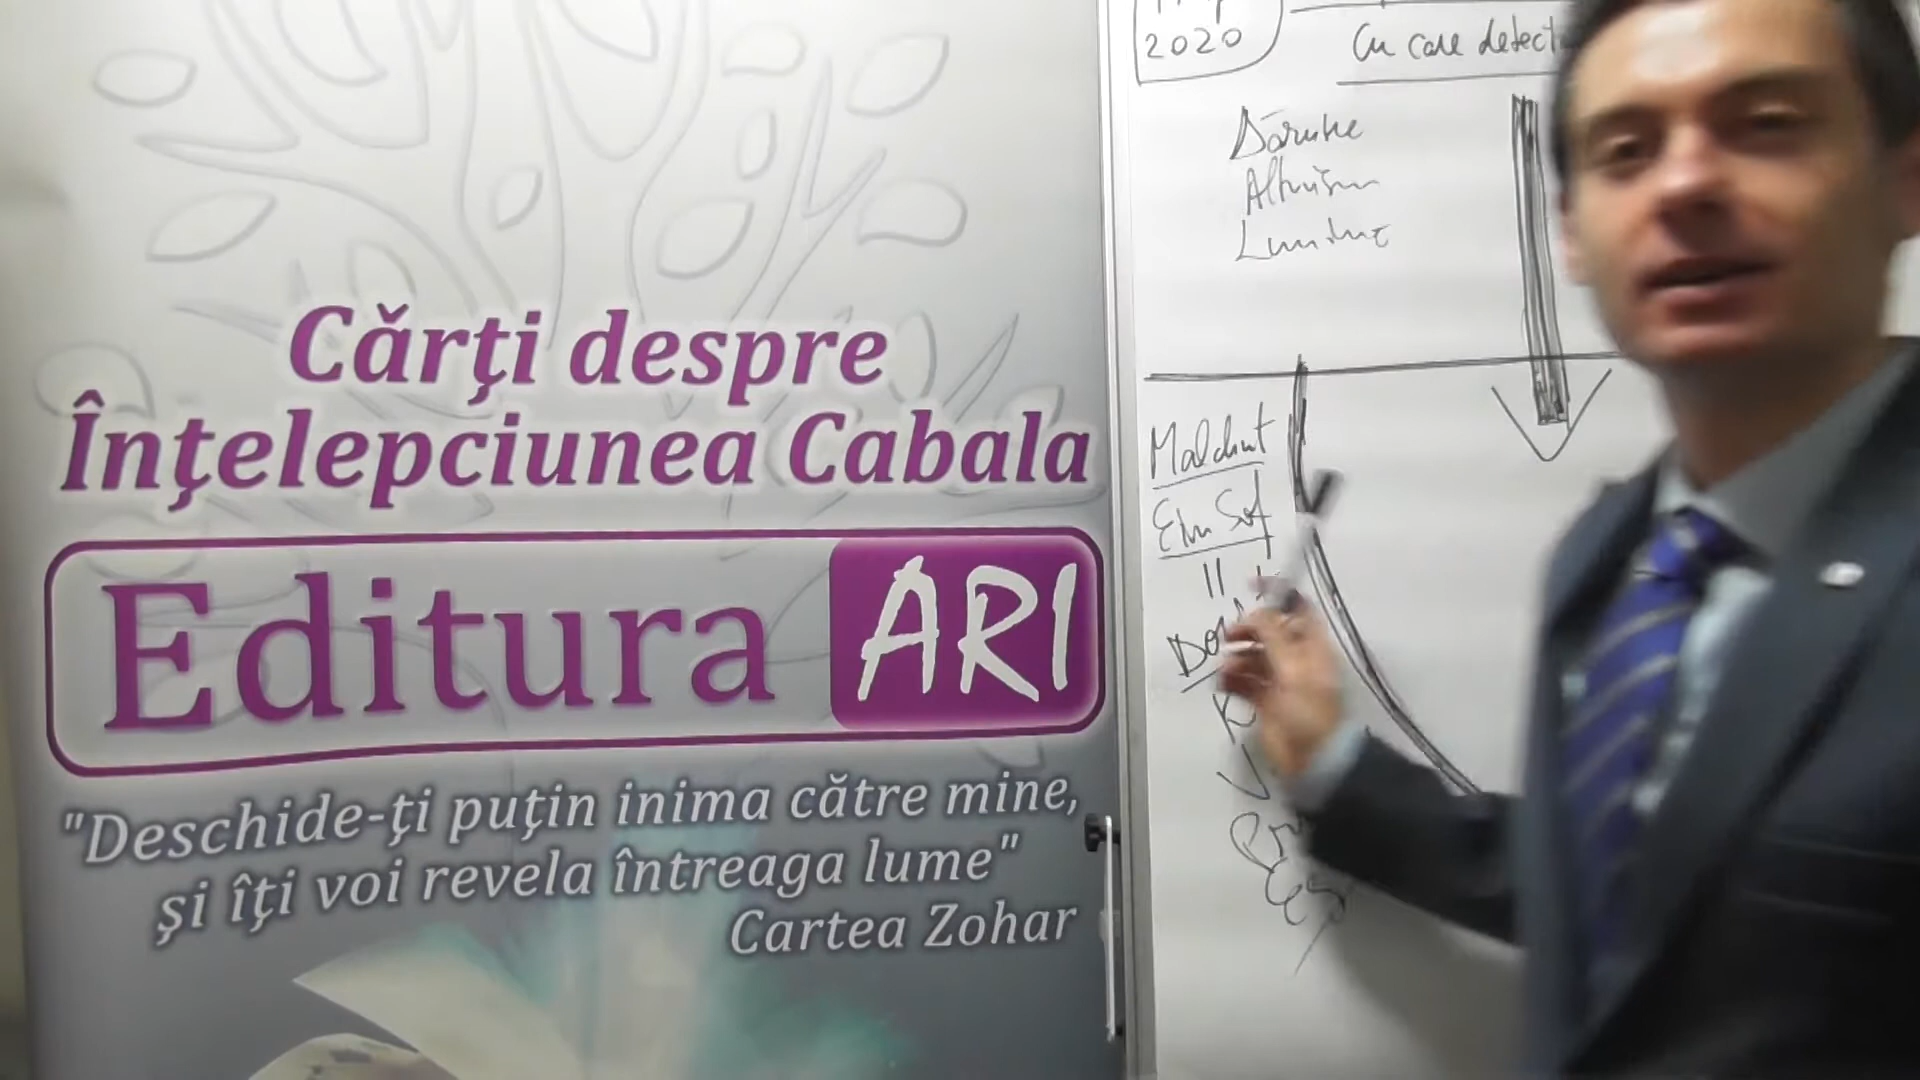 Cărţi despre
Înţelepciunea Cabala
Editura ARI
"Deschide-ţi puţin inima către mine,
şi îţi voi revela întreaga lume"
Cartea Zohar
2020
Cu care detect
Dăruire
Altruism
Lumină
Malchut
Ein Sof
||
K
V